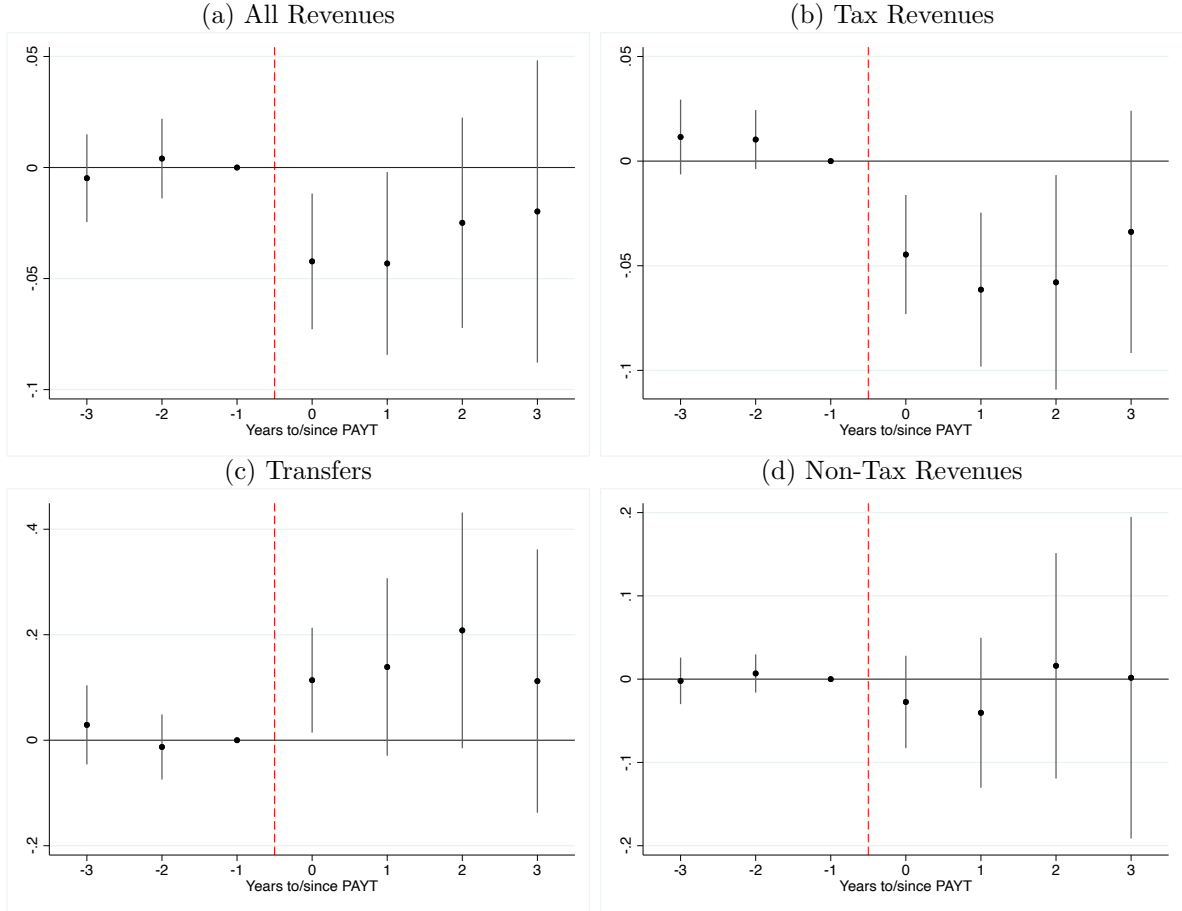 (a) All Revenues
.05
0
-.05
-.1
-3 -2 -1 0 1 2 3
Years to/since PAYT
(b) Tax Revenues
.05
0
-.05
-.1
-3 -2 -1 0 1 2 3
Years to/since PAYT
(c) Transfers
.4
.2
0
-.2
-3 -2 -1 0 1 2 3
Years to/since PAYT
(d) Non-Tax Revenues
.2
.1
0
-.1
-.2
-3 -2 -1 0 1 2 3
Years to/since PAYT